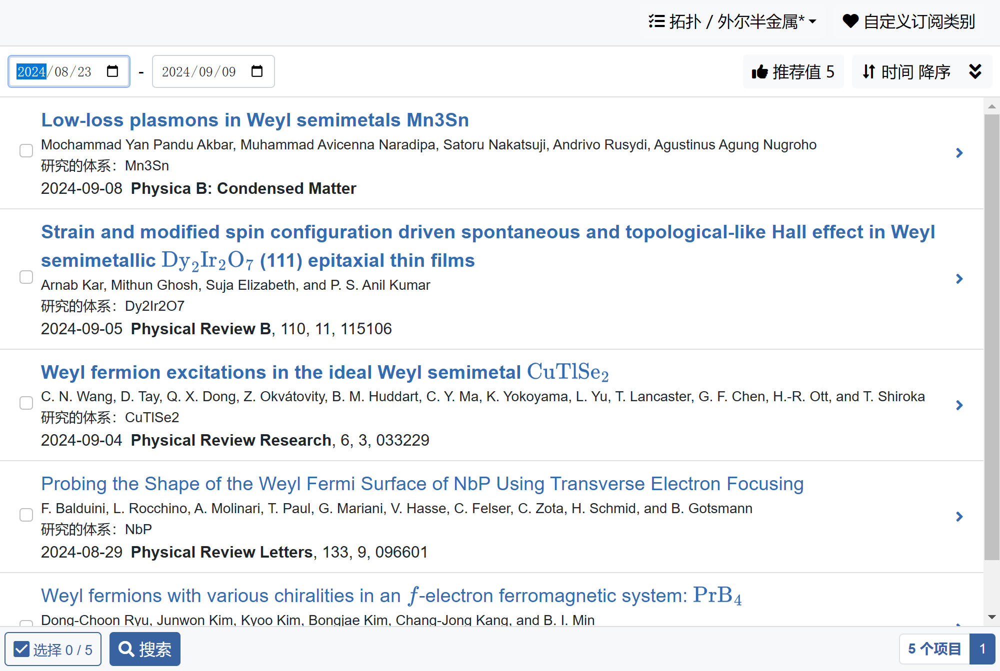 拓扑 / 外尔半金属* 自定义订阅类别
2024/08/23 - 2024/09/09 推荐值 5 时间 降序
Low-loss plasmons in Weyl semimetals Mn3Sn
Mochammad Yan Pandu Akbar, Muhammad Avicenna Naradipa, Satoru Nakatsuji, Andrivo Rusydi, Agustinus Agung Nugroho
研究的体系：Mn3Sn
2024-09-08 Physica B: Condensed Matter
Strain and modified spin configuration driven spontaneous and topological-like Hall effect in Weyl
semimetallic Dy₂Ir₂O₇ (111) epitaxial thin films
Arnab Kar, Mithun Ghosh, Suja Elizabeth, and P. S. Anil Kumar
研究的体系：Dy2Ir2O7
2024-09-05 Physical Review B, 110, 11, 115106
Weyl fermion excitations in the ideal Weyl semimetal CuTlSe₂
C. N. Wang, D. Tay, Q. X. Dong, Z. Okvátovity, B. M. Huddart, C. Y. Ma, K. Yokoyama, L. Yu, T. Lancaster, G. F. Chen, H.-R. Ott, and T. Shiroka
研究的体系：CuTlSe2
2024-09-04 Physical Review Research, 6, 3, 033229
Probing the Shape of the Weyl Fermi Surface of NbP Using Transverse Electron Focusing
F. Balduini, L. Rocchino, A. Molinari, T. Paul, G. Mariani, V. Hasse, C. Felser, C. Zota, H. Schmid, and B. Gotsmann
研究的体系：NbP
2024-08-29 Physical Review Letters, 133, 9, 096601
Weyl fermions with various chiralities in an f-electron ferromagnetic system: PrB₄
Dong-Choon Ryu, Junwon Kim, Kyoo Kim, Bongjae Kim, Chang-Jong Kang, and B. I. Min
选择 0 / 5 搜索 5 个项目 1